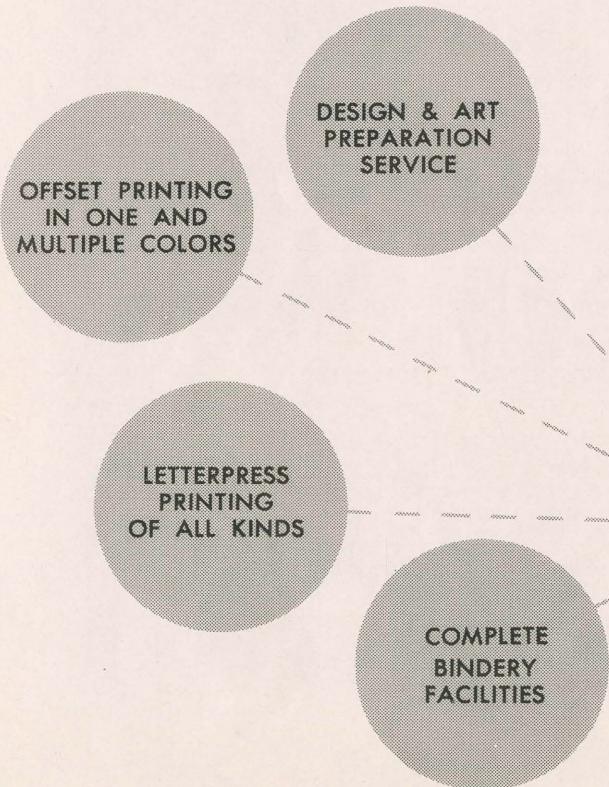 DESIGN & ART
PREPARATION
SERVICE
OFFSET PRINTING
IN ONE AND
MULTIPLE COLORS
LETTERPRESS
PRINTING
OF ALL KINDS
COMPLETE
BINDERY
FACILITIES